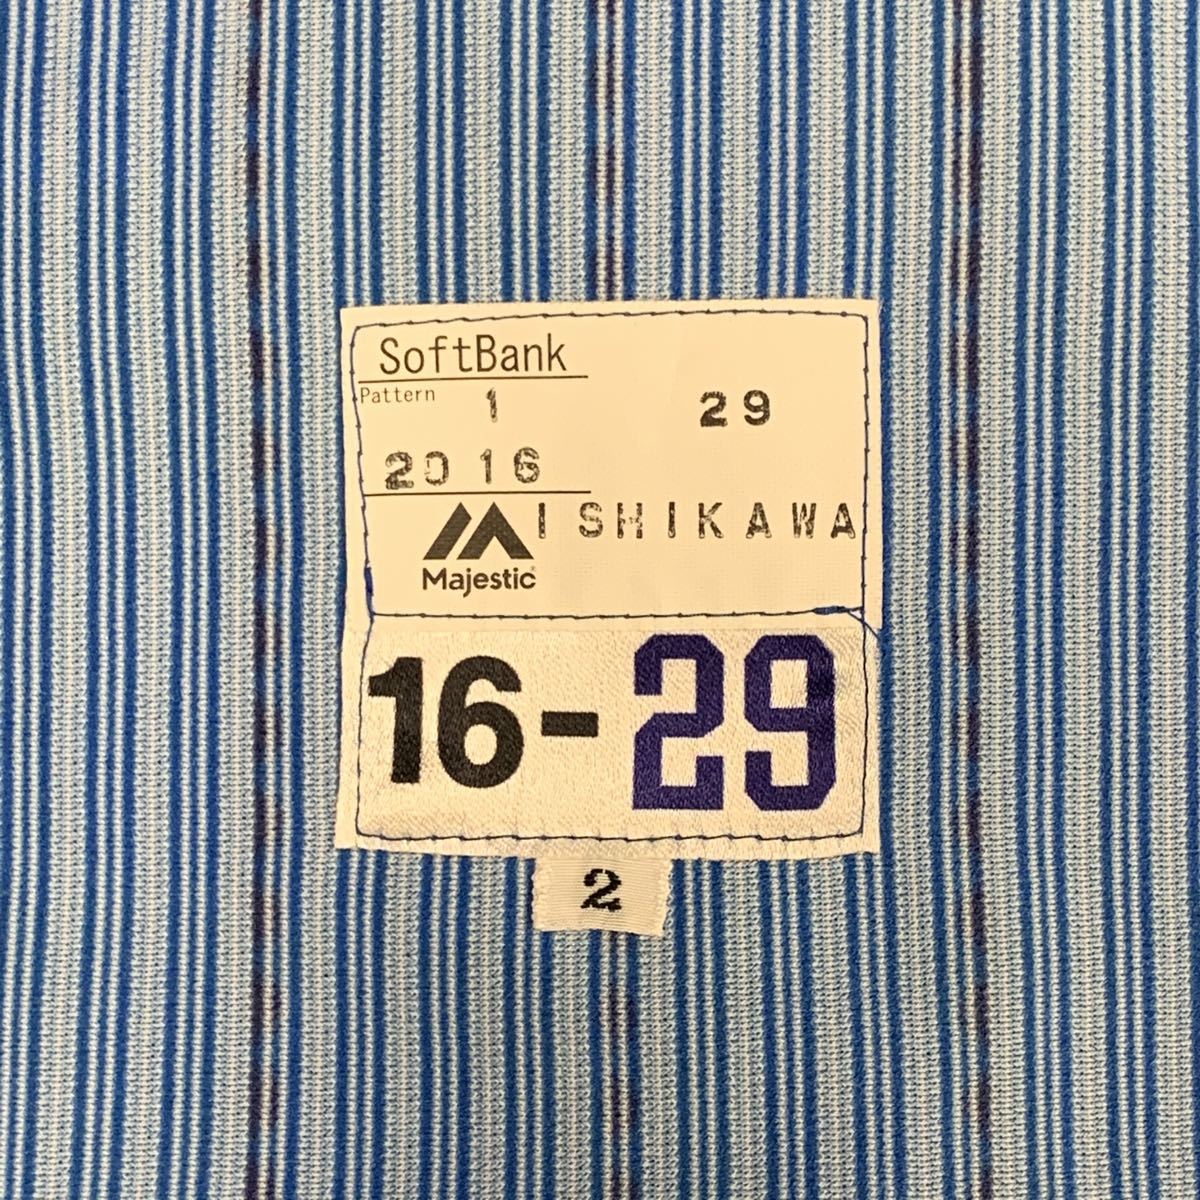 SoftBank
Pattern 1 29
2016
ISHIKAWA
Majestic
16-29
2